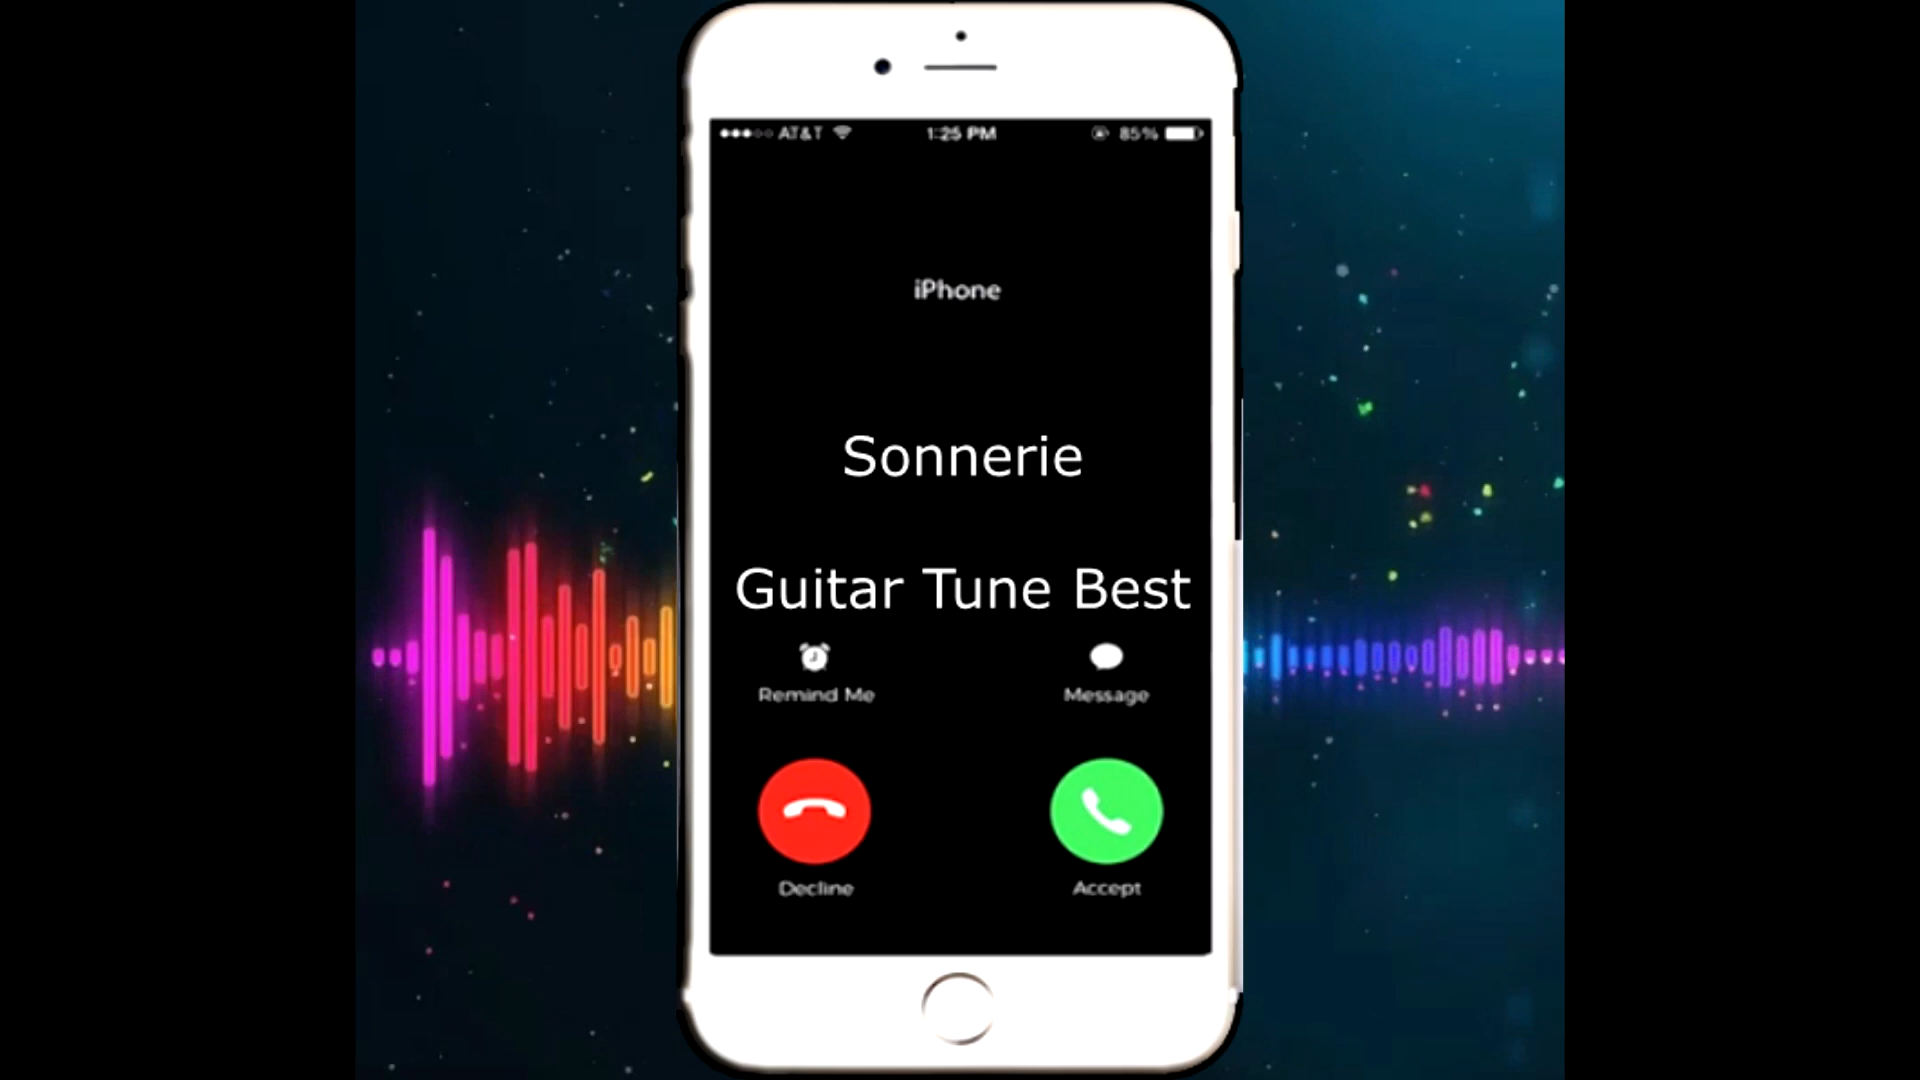 AT&T 1:25 PM 85%
iPhone
Sonnerie
Guitar Tune Best
Remind Me Message
Decline Accept